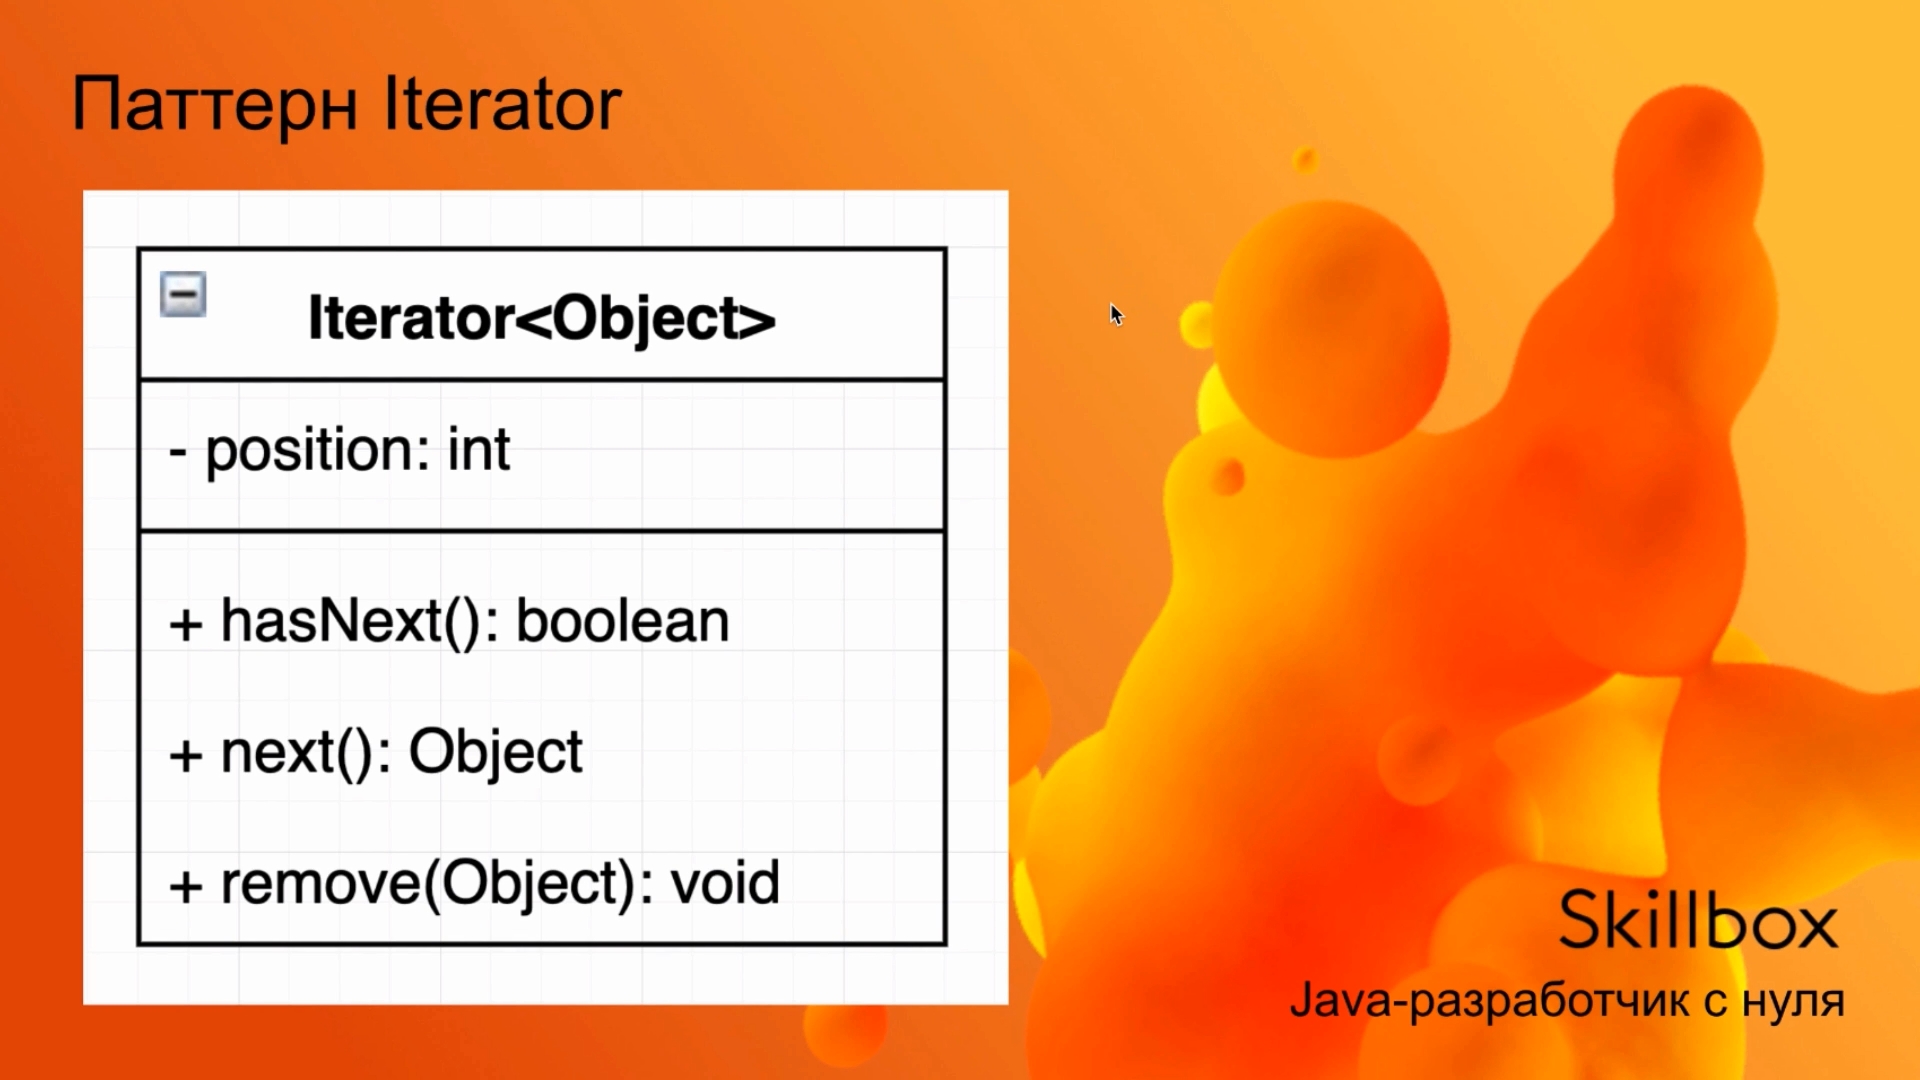 Паттерн Iterator
Iterator<Object>
- position: int
+ hasNext(): boolean
+ next(): Object
+ remove(Object): void
Skillbox
Java-разработчик с нуля